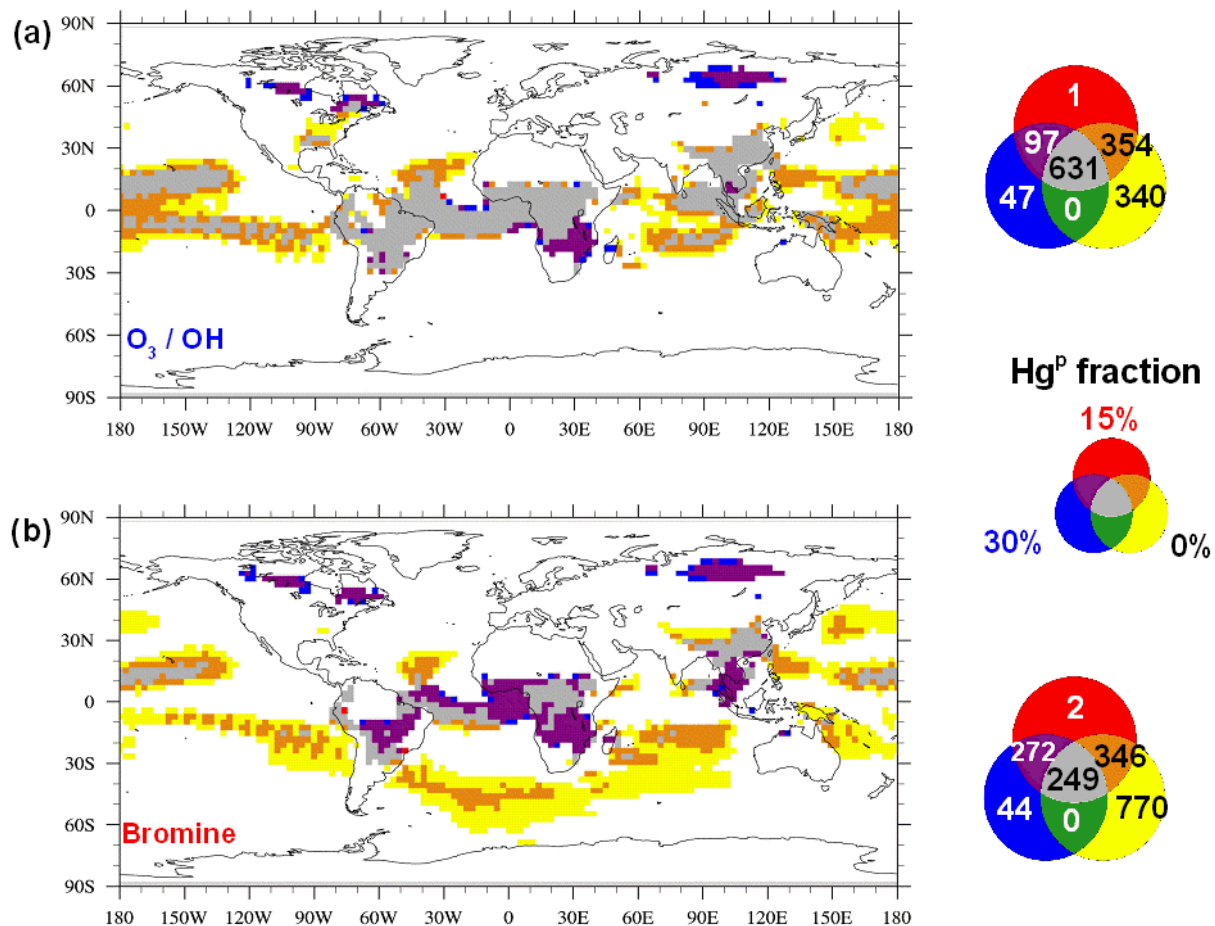 (a)
90N
60N
30N
0
30S
60S
90S
O3 / OH
180 150W 120W 90W 60W 30W 0 30E 60E 90E 120E 150E 180
1
97
354
631
47
0
340
Hgᵖ fraction
15%
30%
0%
(b)
90N
60N
30N
0
30S
60S
90S
Bromine
180 150W 120W 90W 60W 30W 0 30E 60E 90E 120E 150E 180
2
272
346
249
44
0
770